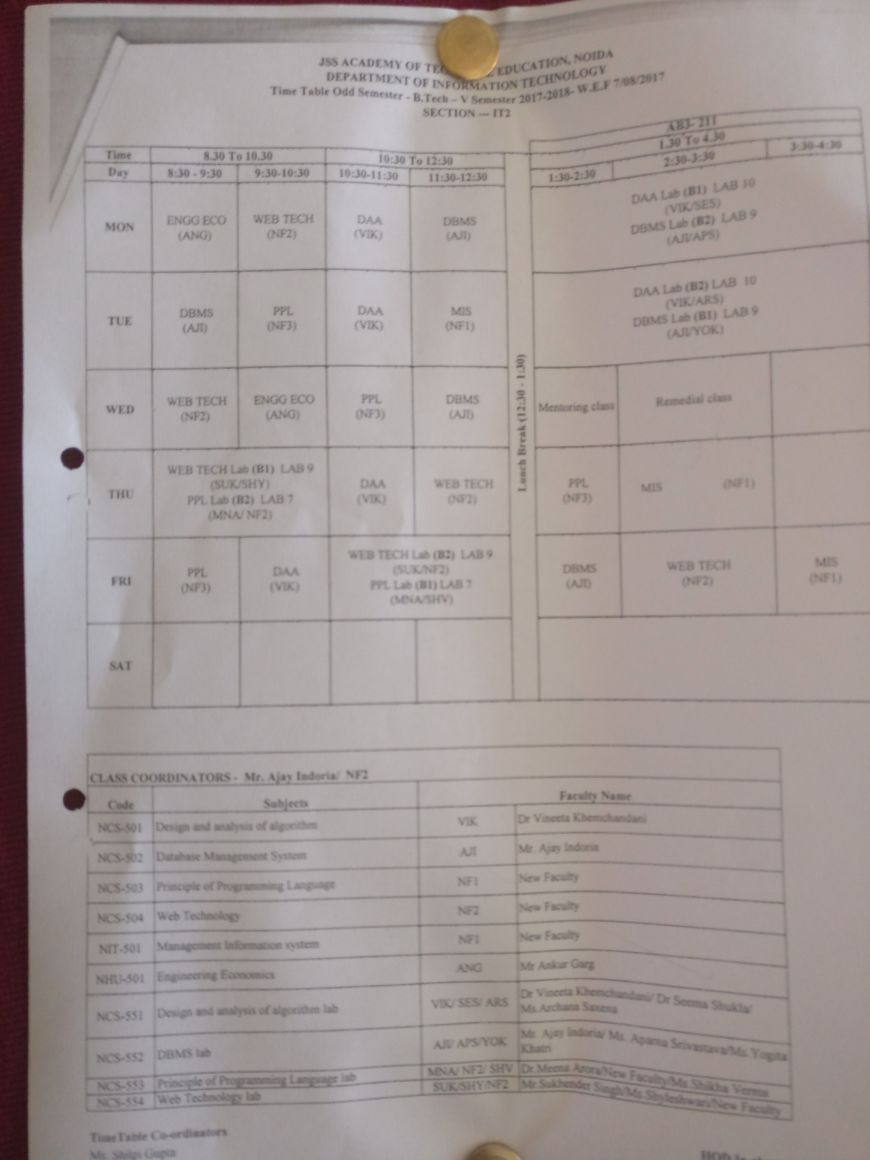 JSS ACADEMY OF EDUCATION, NOIDA
DEPARTMENT OF INFORMATION TECHNOLOGY
Time Table Odd Semester - B.Tech - V Semester 2017-2018- W.E.F 7/08/2017
SECTION --- IT2
AB3- 211
Time 8.30 To 10.30 10:30 To 12:30 1.30 To 4.30
Day 8:30 - 9:30 9:30-10:30 10:30-11:30 11:30-12:30 1:30-2:30 2:30-3:30 3:30-4:30
Lunch Break (12:30 - 1:30)
MON
ENGG ECO
(ANG)
WEB TECH
(NF2)
DAA
(VIK)
DBMS
(AJI)
DAA Lab (B1) LAB 10
(VIK/SES)
DBMS Lab (B2) LAB 9
(AJI/APS)
TUE
DBMS
(AJI)
PPL
(NF3)
DAA
(VIK)
MIS
(NF1)
DAA Lab (B2) LAB 10
(VIK/ARS)
DBMS Lab (B1) LAB 9
(AJI/YOK)
WED
WEB TECH
(NF2)
ENGG ECO
(ANG)
PPL
(NF3)
DBMS
(AJI)
Mentoring class
Remedial class
THU
WEB TECH Lab (B1) LAB 9
(SUK/SHY)
PPL Lab (B2) LAB 7
(MNA/ NF2)
DAA
(VIK)
WEB TECH
(NF2)
PPL
(NF3)
MIS (NF1)
FRI
PPL
(NF3)
DAA
(VIK)
WEB TECH Lab (B2) LAB 9
(SUK/NF2)
PPL Lab (B1) LAB 7
(MNA/SHV)
DBMS
(AJI)
WEB TECH
(NF2)
MIS
(NF1)
SAT
CLASS COORDINATORS - Mr. Ajay Indoria/ NF2
Code Subjects Faculty Name
NCS-501 Design and analysis of algorithm VIK Dr Vineeta Khemchandani
NCS-502 Database Management System AJI Mr. Ajay Indoria
NCS-503 Principle of Programming Language NF1 New Faculty
NCS-504 Web Technology NF2 New Faculty
NIT-501 Management Information system NF1 New Faculty
NHU-501 Engineering Economics ANG Mr Ankur Garg
NCS-551 Design and analysis of algorithm lab VIK/ SES/ ARS Dr Vineeta Khemchandani/ Dr Seema Shukla/
Ms.Archana Saxena
NCS-552 DBMS lab AJI/ APS/YOK Mr. Ajay Indoria/ Ms. Aparna Srivastava/Ms. Yogita
Khatri
NCS-553 Principle of Programming Language lab MNA/ NF2/ SHV Dr.Meena Arora/New Faculty/Ms.Shikha Verma
NCS-554 Web Technology lab SUK/SHY/NF2 Mr.Sukhender Singh/Ms.Shyleshwari/New Faculty
TimeTable Co-ordinators
Ms. Shilpi Gupta